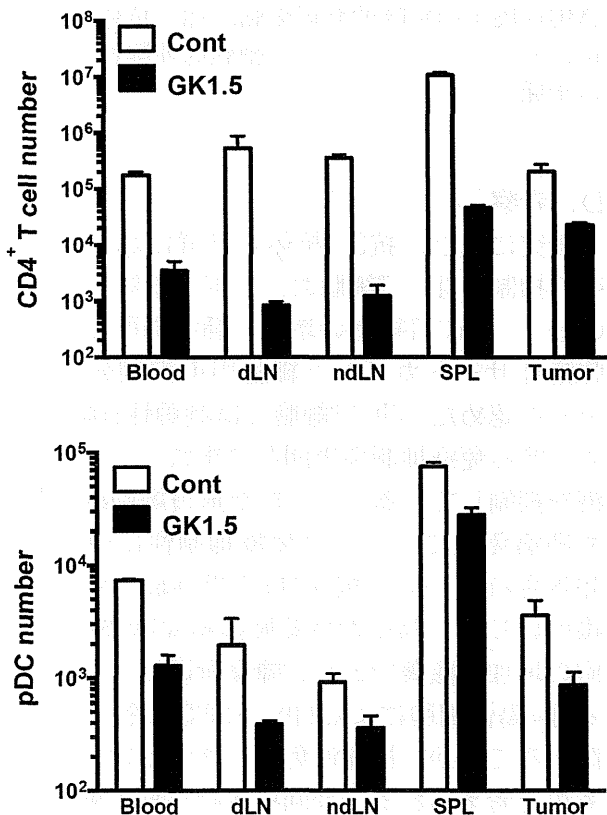 10^8
Cont
10^7
GK1.5
10^6
10^5
10^4
10^3
10^2
CD4^+ T cell number
Blood dLN ndLN SPL Tumor
10^5
Cont
GK1.5
10^4
10^3
10^2
pDC number
Blood dLN ndLN SPL Tumor